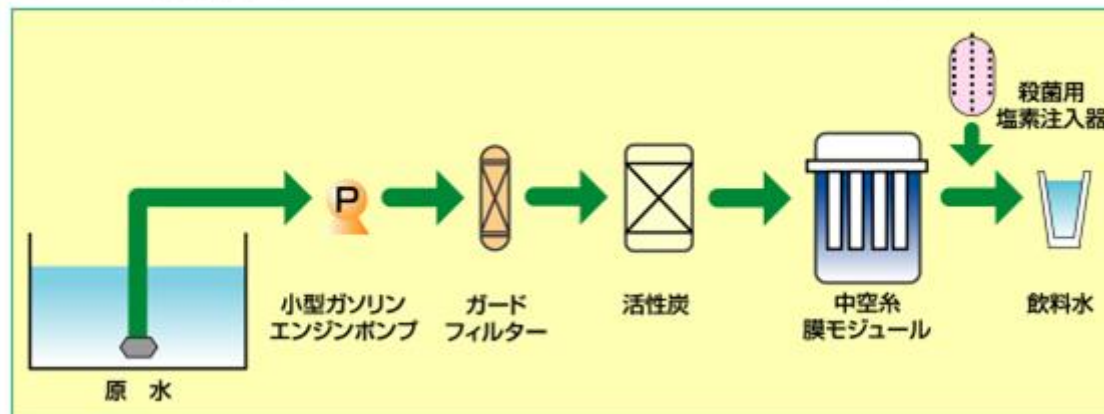 殺菌用
塩素注入器
P
小型ガソリン
エンジンポンプ
ガード
フィルター
活性炭
中空糸
膜モジュール
飲料水
原 水